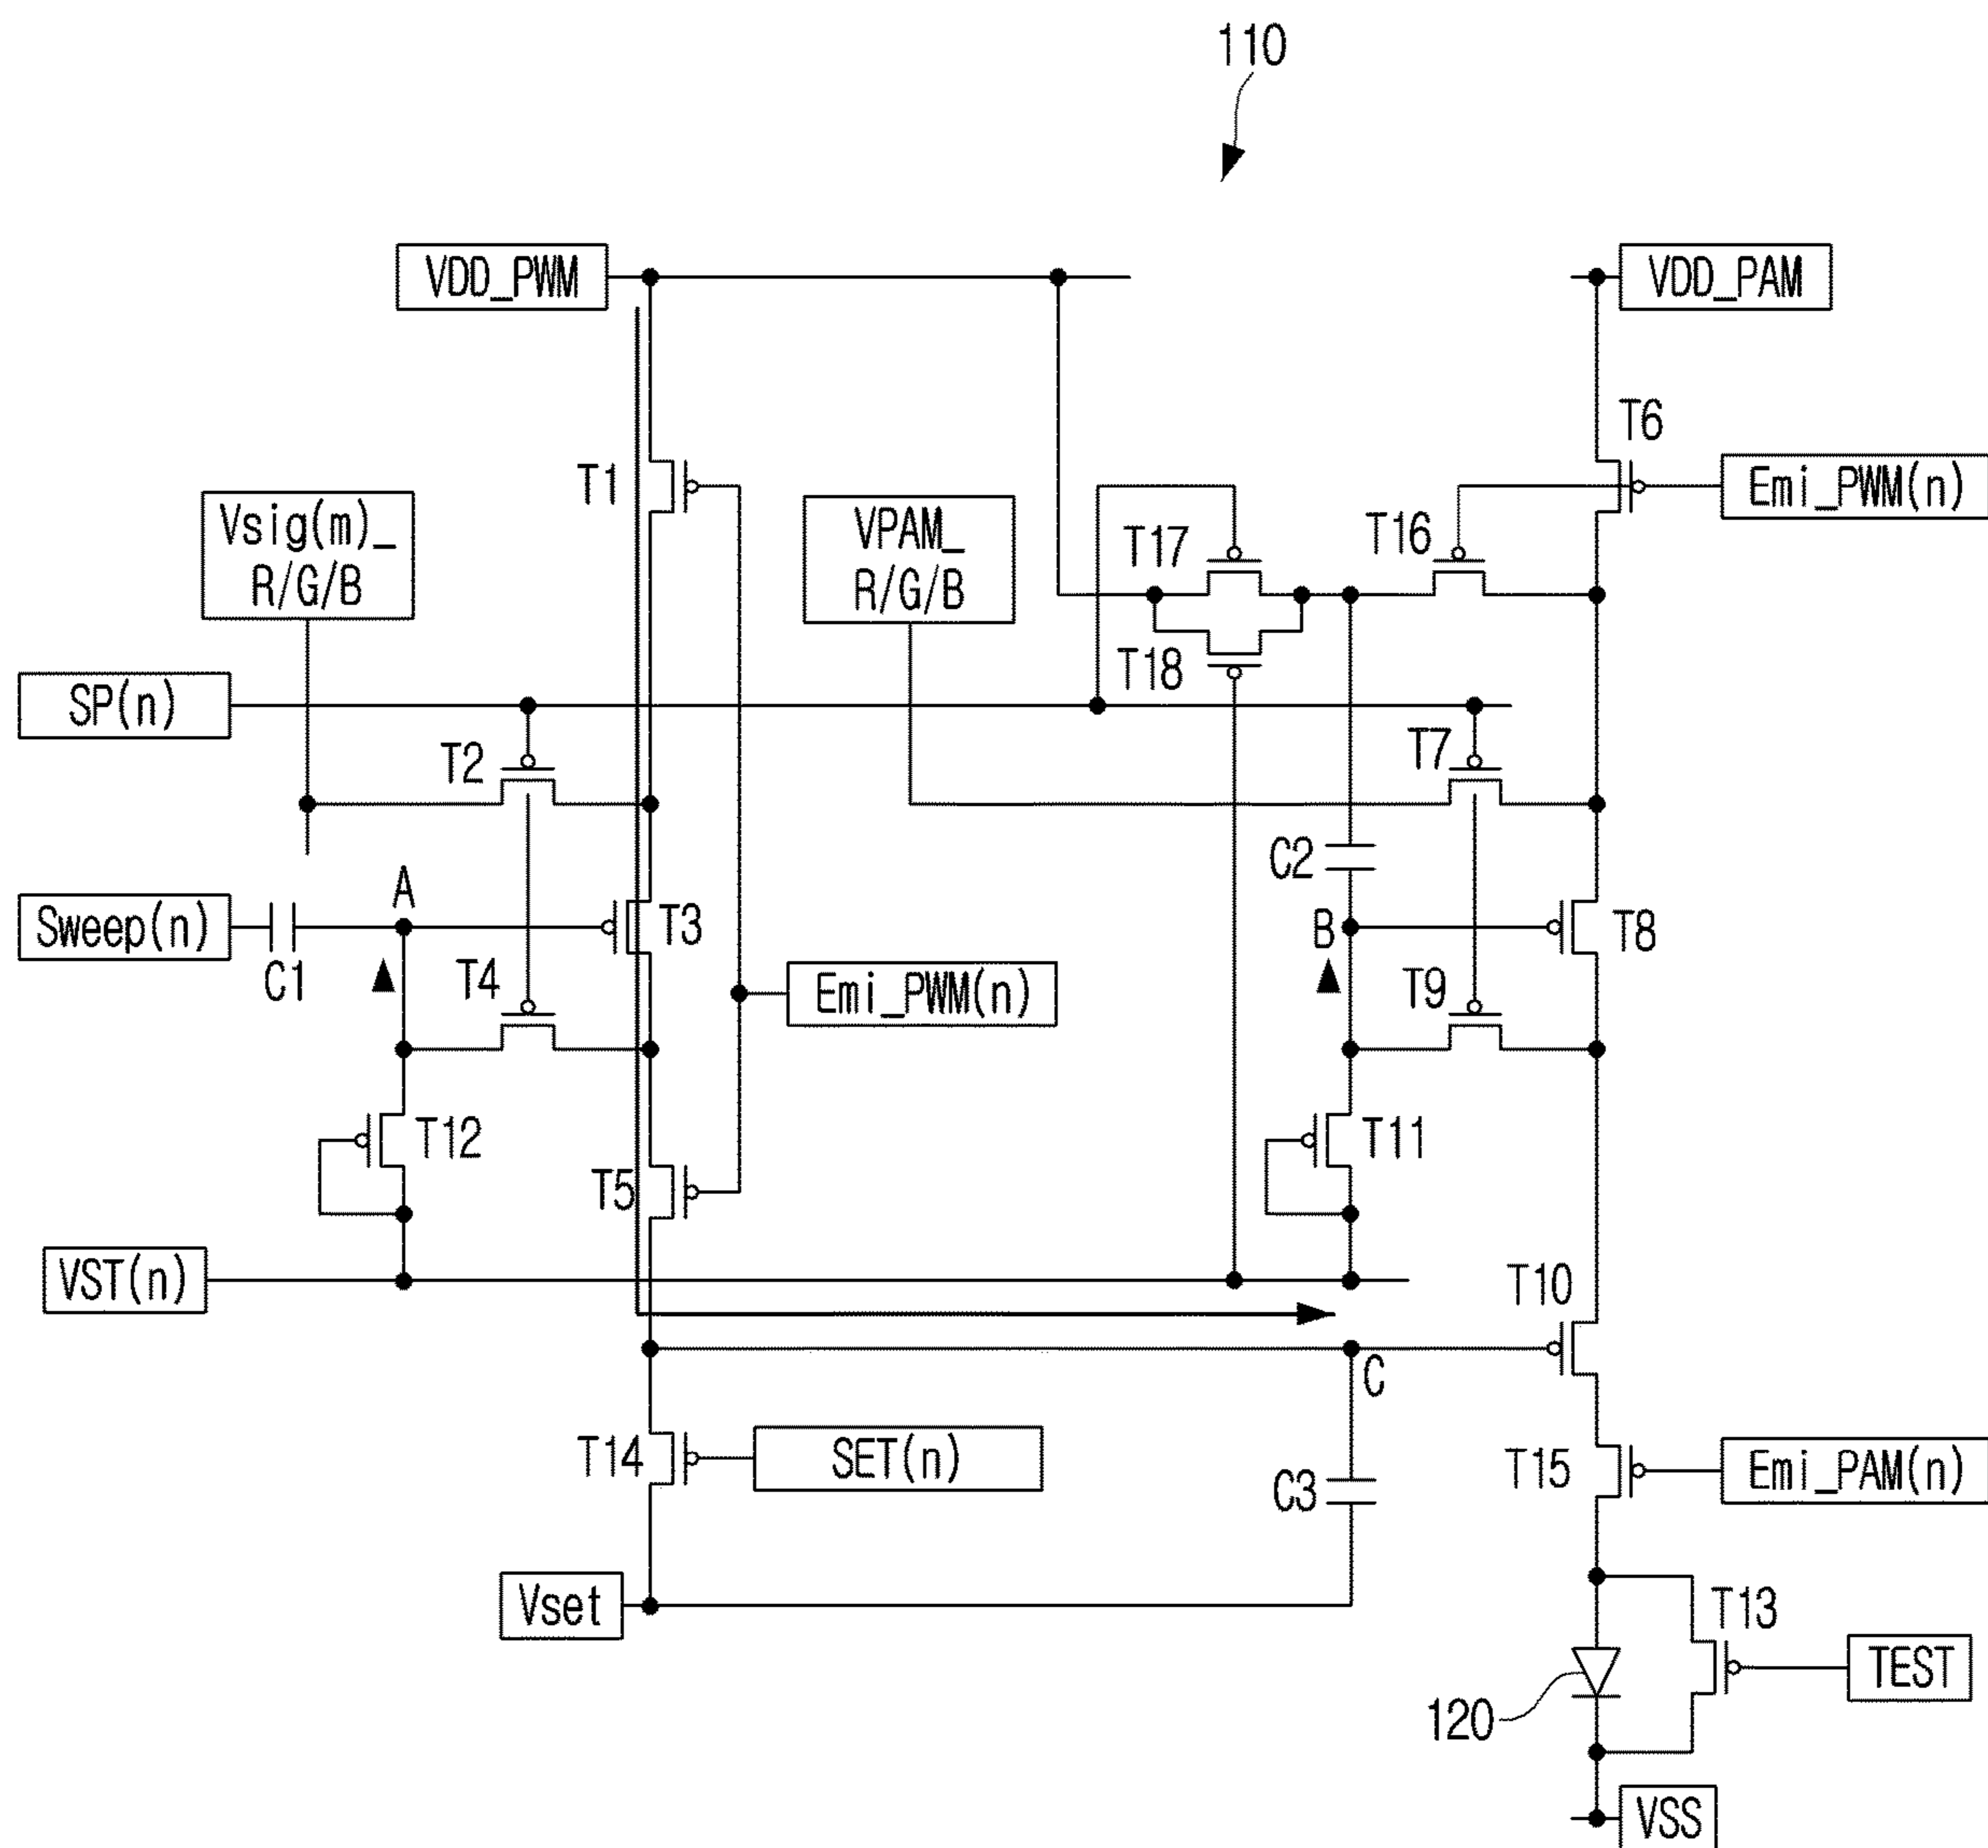 110
VDD_PWM
VDD_PAM
T6
T1
Emi_PWM(n)
Vsig(m)_
R/G/B
VPAM_
R/G/B
T17
T16
T18
SP(n)
T2
T7
C2
A
Sweep(n)
C1
T3
B
T8
T4
T9
Emi_PWM(n)
T12
T11
T5
VST(n)
T10
C
T14
SET(n)
C3
T15
Emi_PAM(n)
Vset
T13
TEST
120
VSS